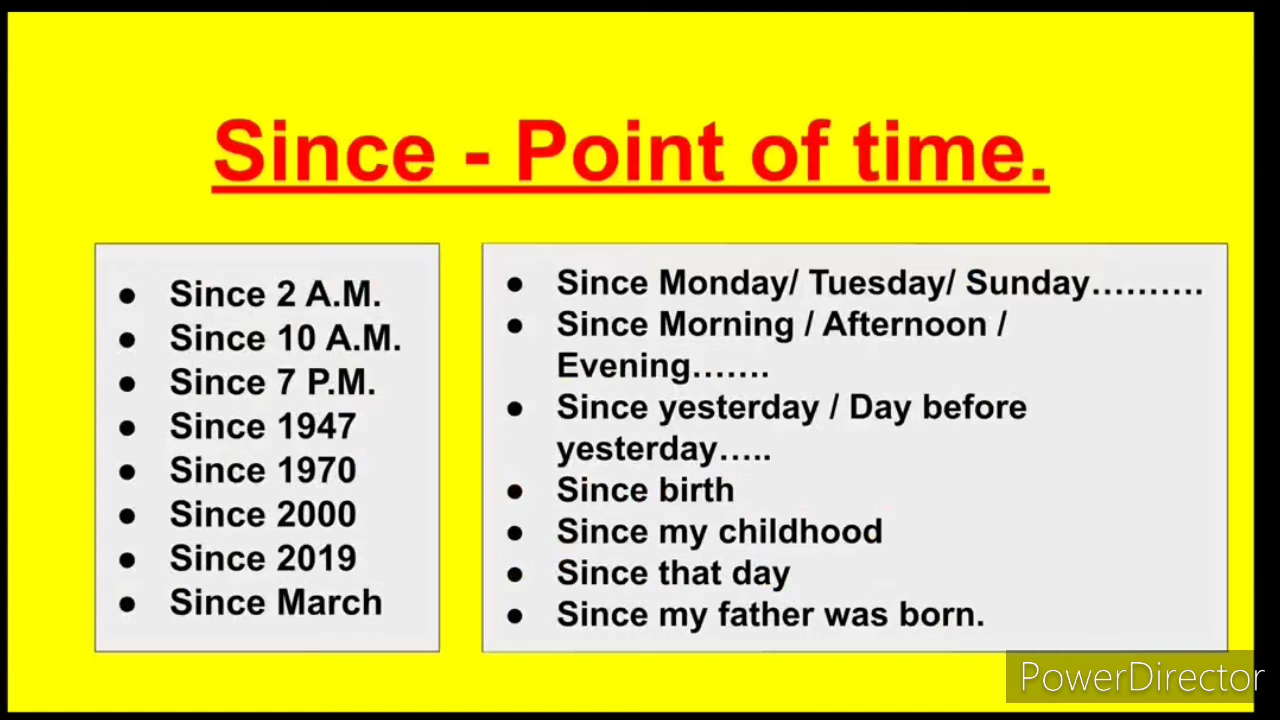 Since - Point of time.
● Since 2 A.M.
● Since 10 A.M.
● Since 7 P.M.
● Since 1947
● Since 1970
● Since 2000
● Since 2019
● Since March
● Since Monday/ Tuesday/ Sunday……….
● Since Morning / Afternoon /
Evening…….
● Since yesterday / Day before
yesterday…..
● Since birth
● Since my childhood
● Since that day
● Since my father was born.
PowerDirector